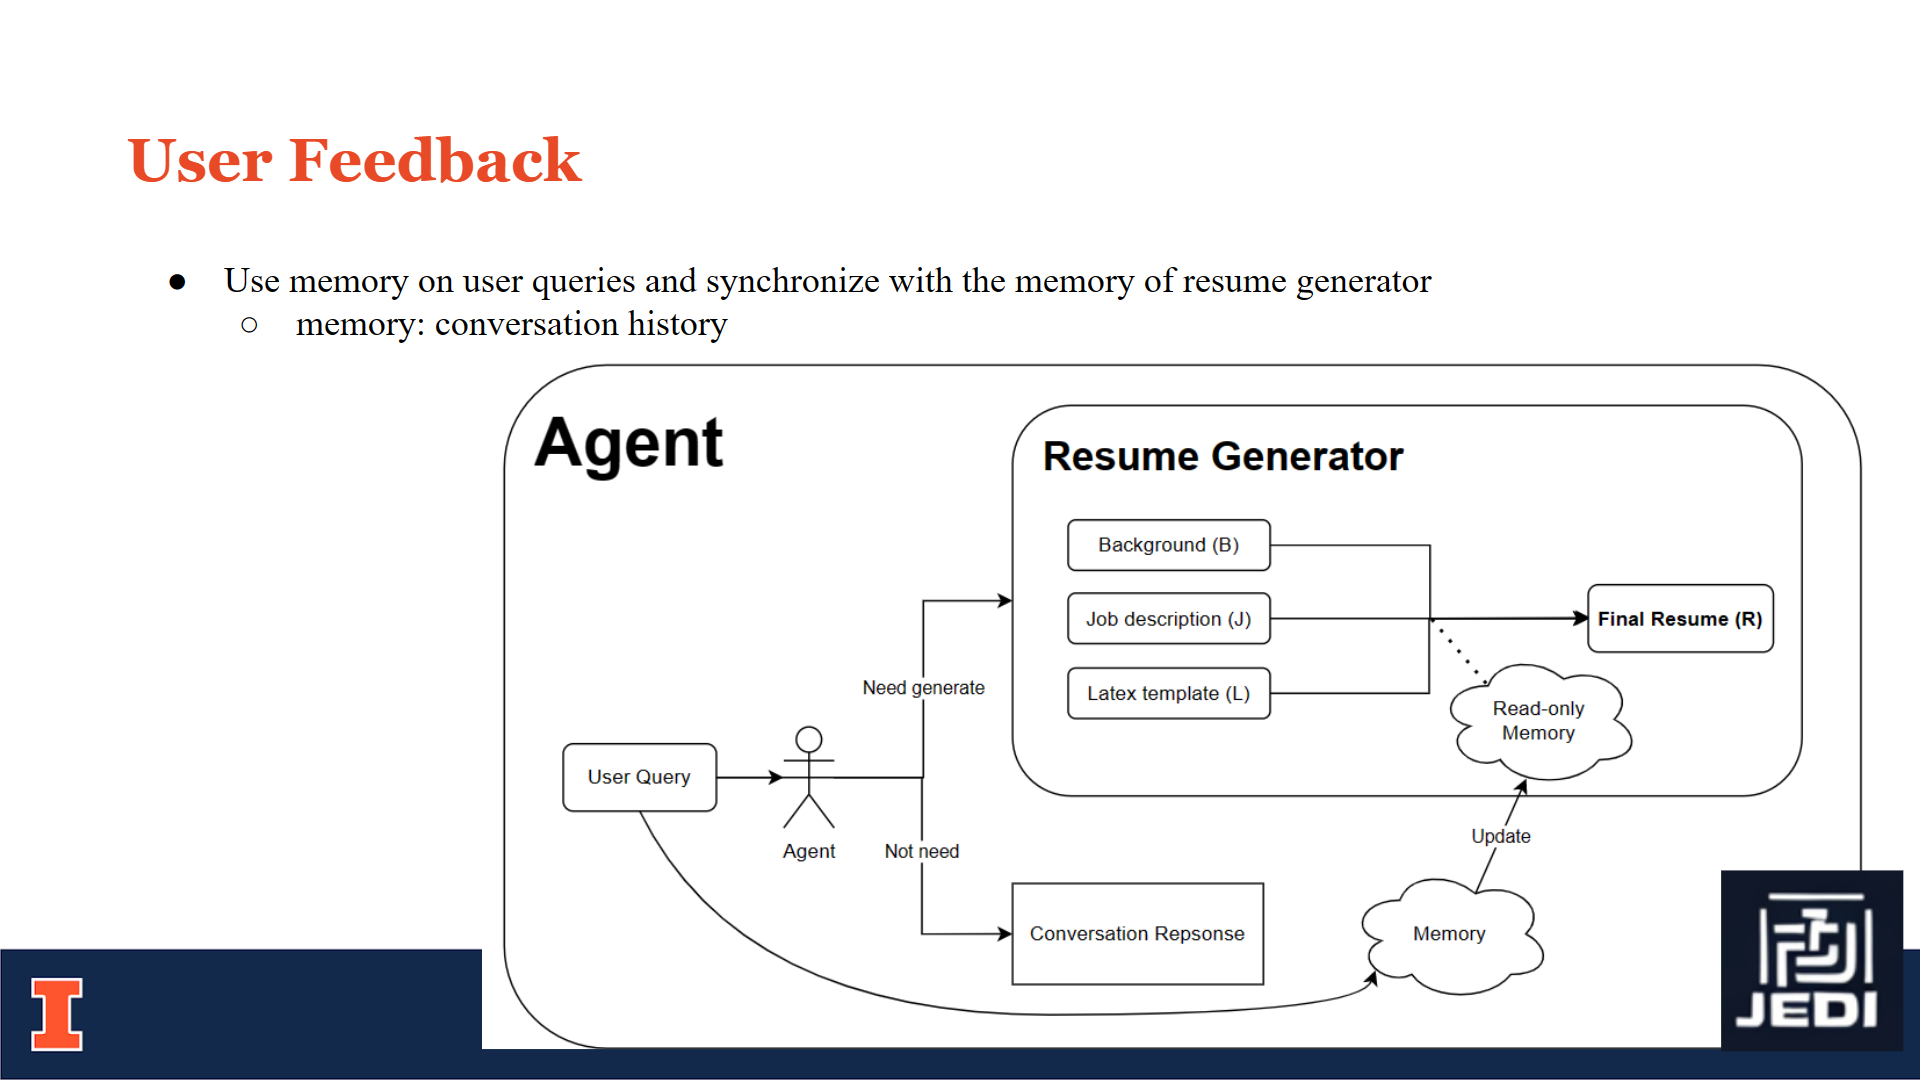 User Feedback
● Use memory on user queries and synchronize with the memory of resume generator
○ memory: conversation history
Agent
Resume Generator
Background (B)
Job description (J)
Final Resume (R)
Latex template (L)
Need generate
Read-only
Memory
User Query
Agent
Not need
Update
Conversation Repsonse
Memory
I
JEDI